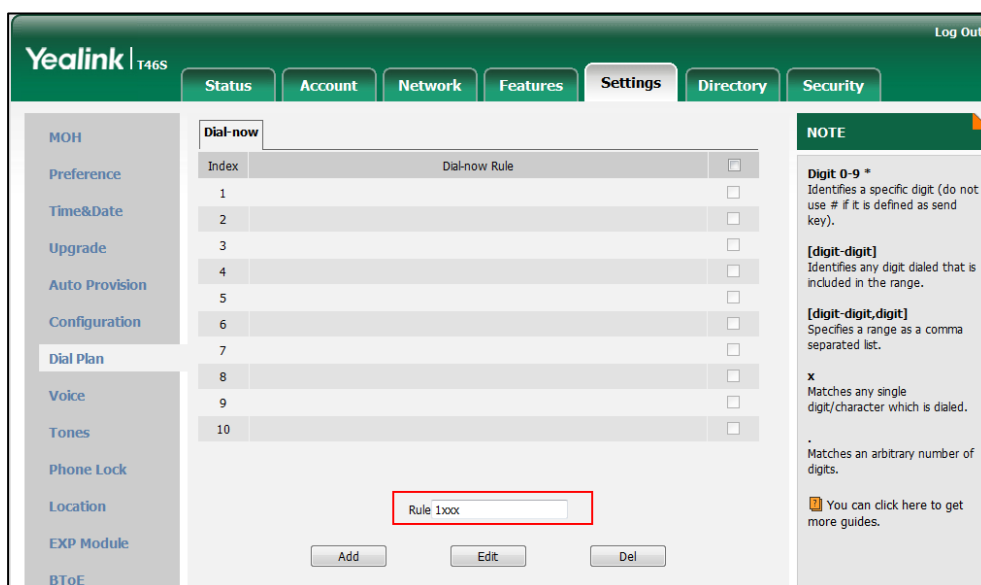 Log Out
Yealink | T46S
Status Account Network Features Settings Directory Security
MOH
Preference
Time&Date
Upgrade
Auto Provision
Configuration
Dial Plan
Voice
Tones
Phone Lock
Location
EXP Module
BToE
Dial-now
Index Dial-now Rule
1
2
3
4
5
6
7
8
9
10
Rule 1xxx
Add Edit Del
NOTE
Digit 0-9 *
Identifies a specific digit (do not
use # if it is defined as send
key).
[digit-digit]
Identifies any digit dialed that is
included in the range.
[digit-digit,digit]
Specifies a range as a comma
separated list.
x
Matches any single
digit/character which is dialed.
.
Matches an arbitrary number of
digits.
You can click here to get
more guides.